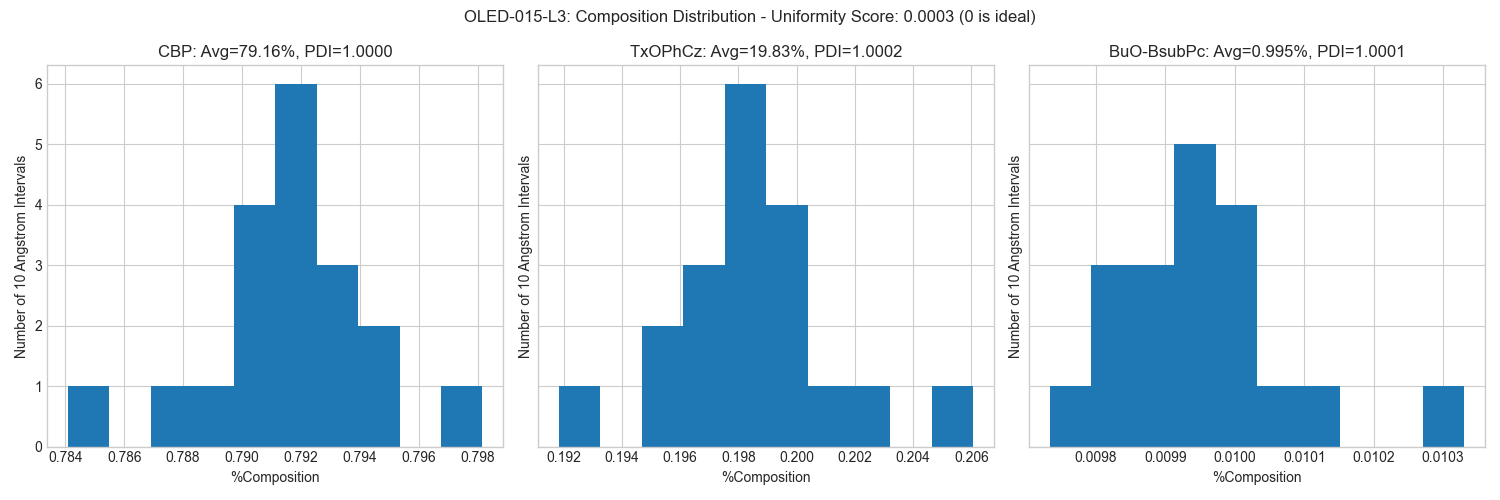 OLED-015-L3: Composition Distribution - Uniformity Score: 0.0003 (0 is ideal)
CBP: Avg=79.16%, PDI=1.0000
TxOPhCz: Avg=19.83%, PDI=1.0002
BuO-BsubPc: Avg=0.995%, PDI=1.0001
Number of 10 Angstrom Intervals
6
5
4
3
2
1
0
0.784 0.786 0.788 0.790 0.792 0.794 0.796 0.798
%Composition
Number of 10 Angstrom Intervals
0.192 0.194 0.196 0.198 0.200 0.202 0.204 0.206
%Composition
Number of 10 Angstrom Intervals
0.0098 0.0099 0.0100 0.0101 0.0102 0.0103
%Composition